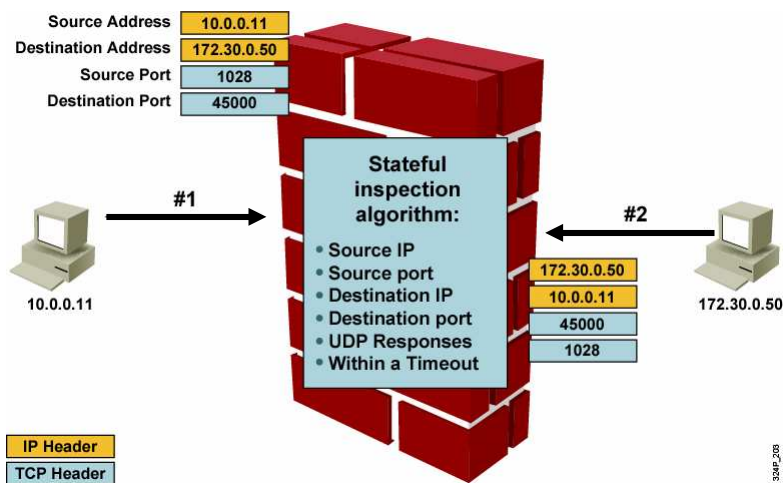 Source Address 10.0.0.11
Destination Address 172.30.0.50
Source Port 1028
Destination Port 45000
#1
10.0.0.11
Stateful
inspection
algorithm:
• Source IP
• Source port
• Destination IP
• Destination port
• UDP Responses
• Within a Timeout
#2
172.30.0.50
10.0.0.11
45000
1028
172.30.0.50
IP Header
TCP Header
324P_203